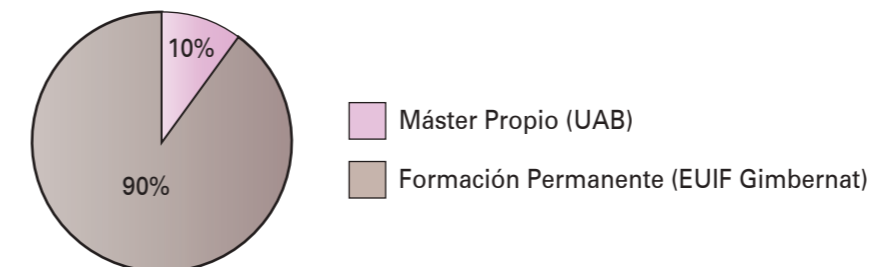 10%
Máster Propio (UAB)
Formación Permanente (EUIF Gimbernat)
90%